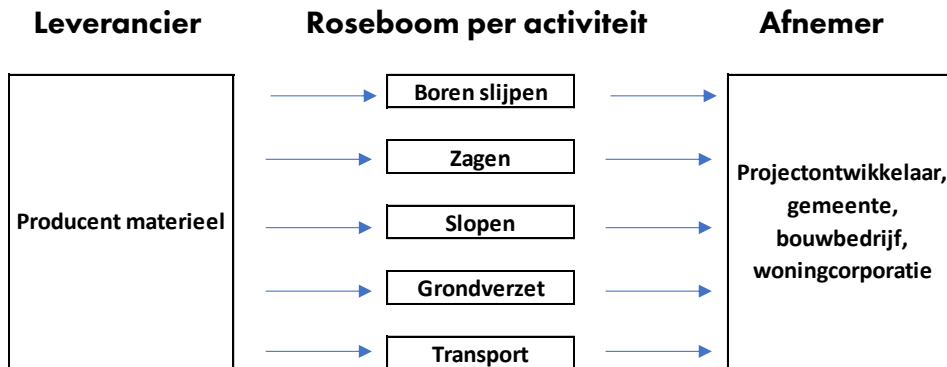 Leverancier
Roseboom per activiteit
Afnemer
Boren slijpen
Zagen
Slopen
Grondverzet
Transport
Producent materieel
Projectontwikkelaar,
gemeente,
bouwbedrijf,
woningcorporatie